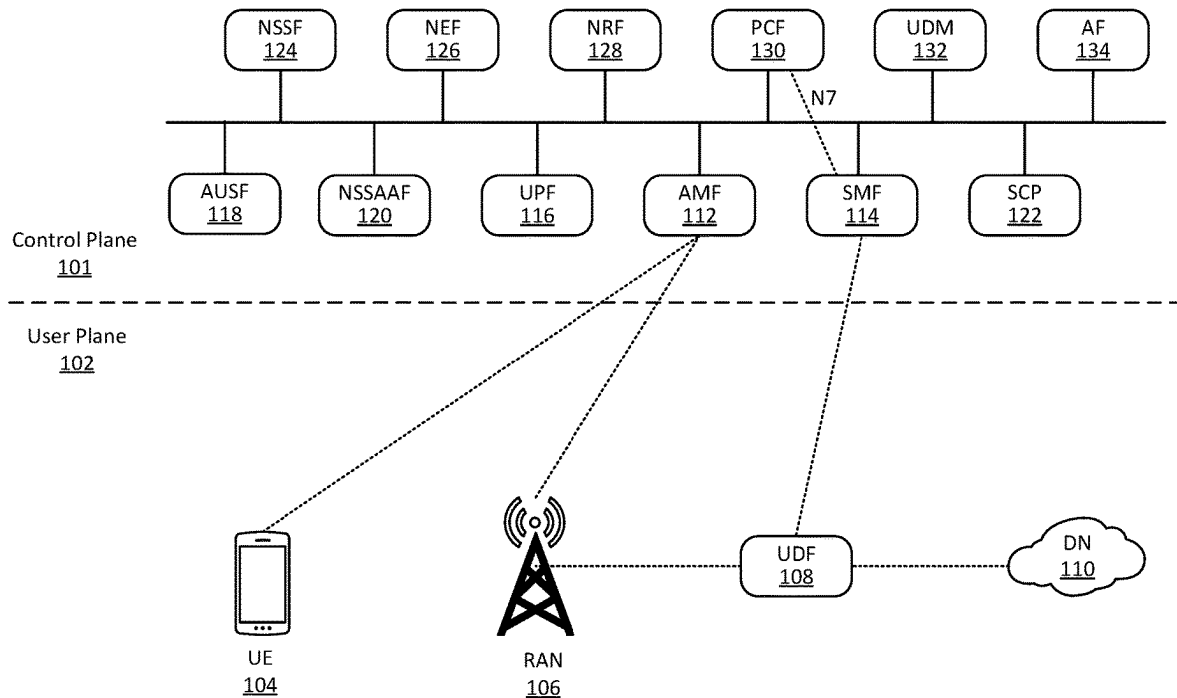 NSSF
124
NEF
126
NRF
128
PCF
130
UDM
132
AF
134
N7
AUSF
118
NSSAAF
120
UPF
116
AMF
112
SMF
114
SCP
122
Control Plane
101
User Plane
102
UDF
108
DN
110
UE
104
RAN
106